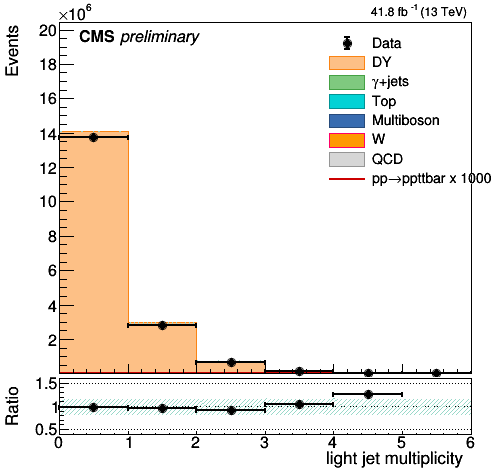 ×10⁶
41.8 fb⁻¹ (13 TeV)
CMS preliminary
Events
20
18
16
14
12
10
8
6
4
2
Data
DY
γ+jets
Top
Multiboson
W
QCD
pp→ppttbar x 1000
Ratio
1.5
1
0.5
0 1 2 3 4 5 6
light jet multiplicity